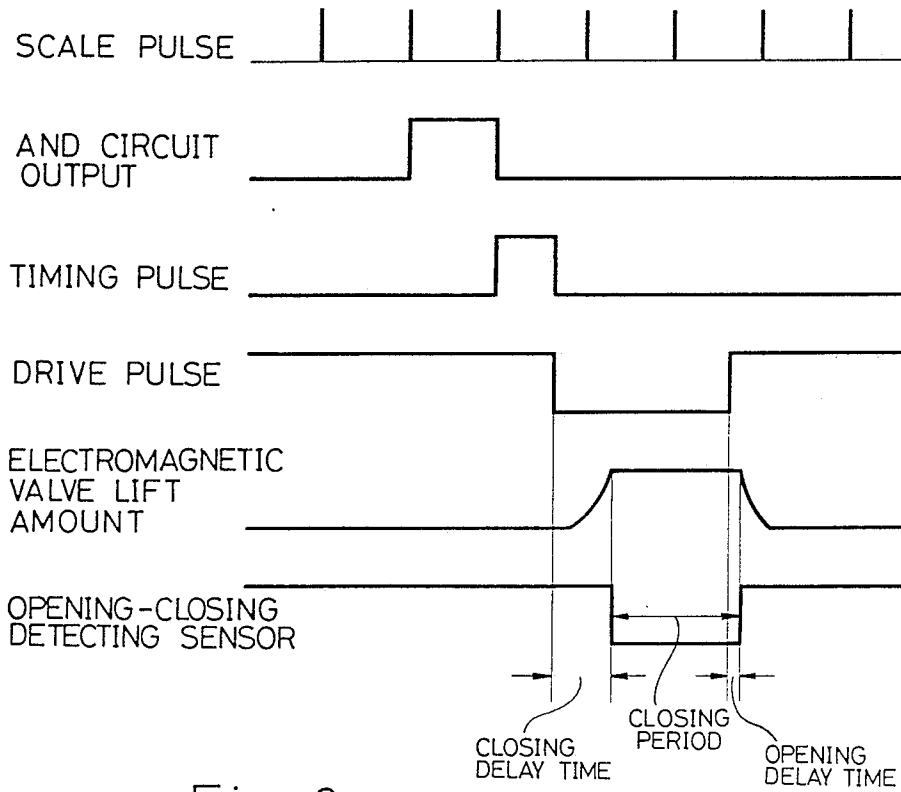 SCALE PULSE
AND CIRCUIT
OUTPUT
TIMING PULSE
DRIVE PULSE
ELECTROMAGNETIC
VALVE LIFT
AMOUNT
OPENING-CLOSING
DETECTING SENSOR
CLOSING
DELAY TIME
CLOSING
PERIOD
OPENING
DELAY TIME